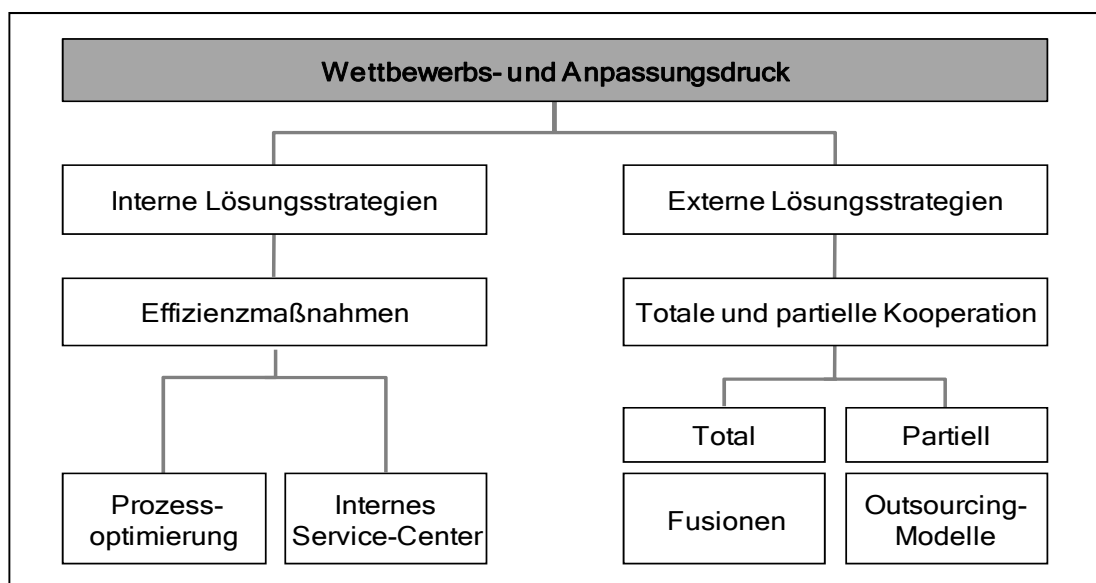 Wettbewerbs- und Anpassungsdruck
Interne Lösungsstrategien
Externe Lösungsstrategien
Effizienzmaßnahmen
Totale und partielle Kooperation
Total
Partiell
Prozess-
optimierung
Internes
Service-Center
Fusionen
Outsourcing-
Modelle